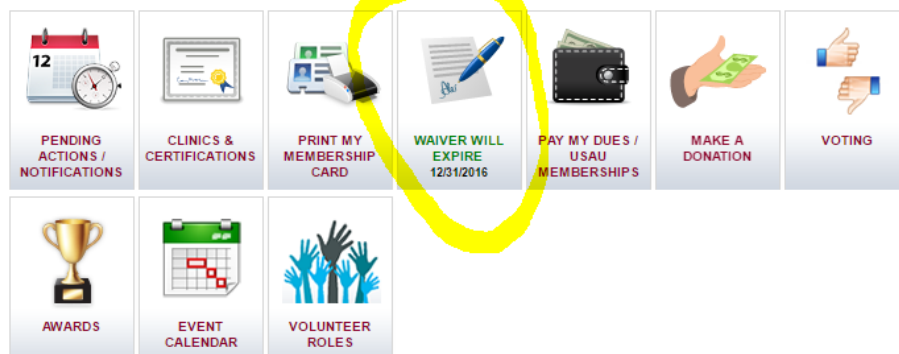 12
PENDING
ACTIONS /
NOTIFICATIONS
CLINICS &
CERTIFICATIONS
PRINT MY
MEMBERSHIP
CARD
WAIVER WILL
EXPIRE
12/31/2016
PAY MY DUES /
USAU
MEMBERSHIPS
MAKE A
DONATION
VOTING
AWARDS
EVENT
CALENDAR
VOLUNTEER
ROLES